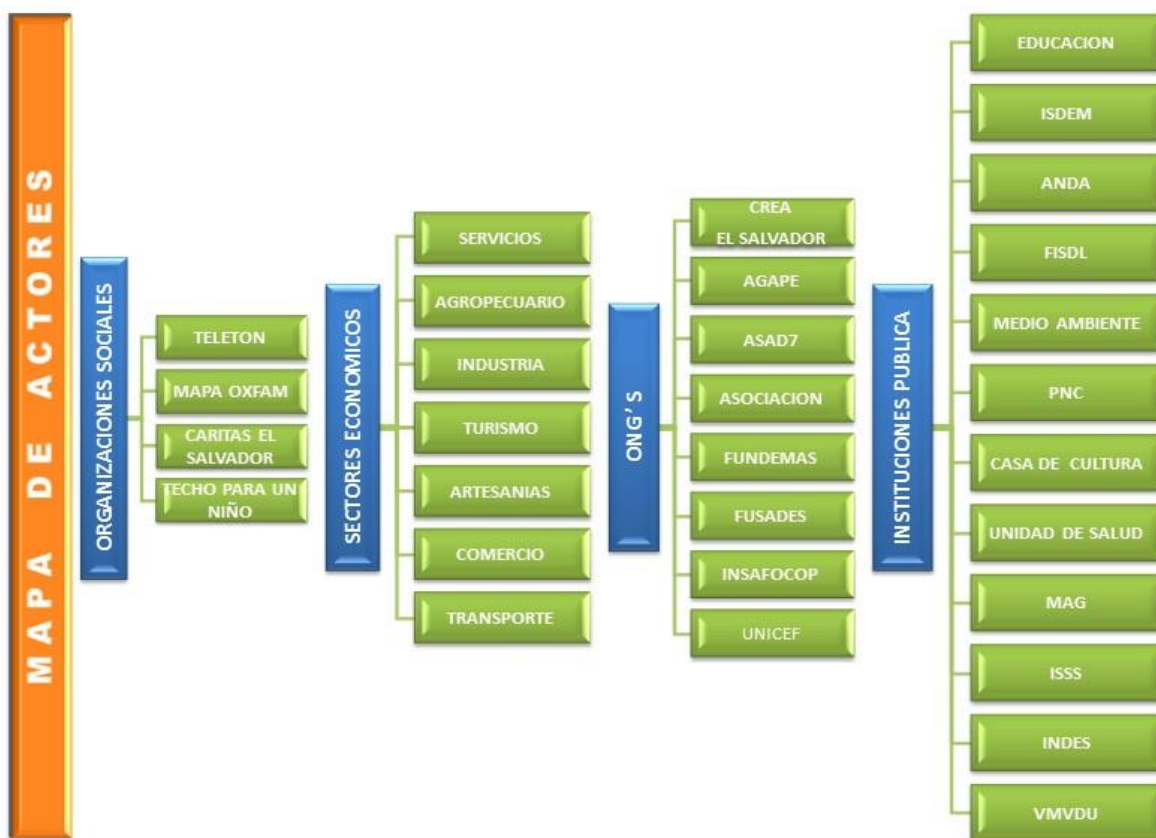 MAPA DE ACTORES
ORGANIZACIONES SOCIALES
TELETON
MAPA OXFAM
CARITAS EL
SALVADOR
TECHO PARA UN
NIÑO
SECTORES ECONOMICOS
SERVICIOS
AGROPECUARIO
INDUSTRIA
TURISMO
ARTESANIAS
COMERCIO
TRANSPORTE
ONG'S
CREA
EL SALVADOR
AGAPE
ASAD7
ASOCIACION
FUNDEMAS
FUSADES
INSAFOCOP
UNICEF
INSTITUCIONES PUBLICA
EDUCACION
ISDEM
ANDA
FISDL
MEDIO AMBIENTE
PNC
CASA DE CULTURA
UNIDAD DE SALUD
MAG
ISSS
INDES
VMVDU